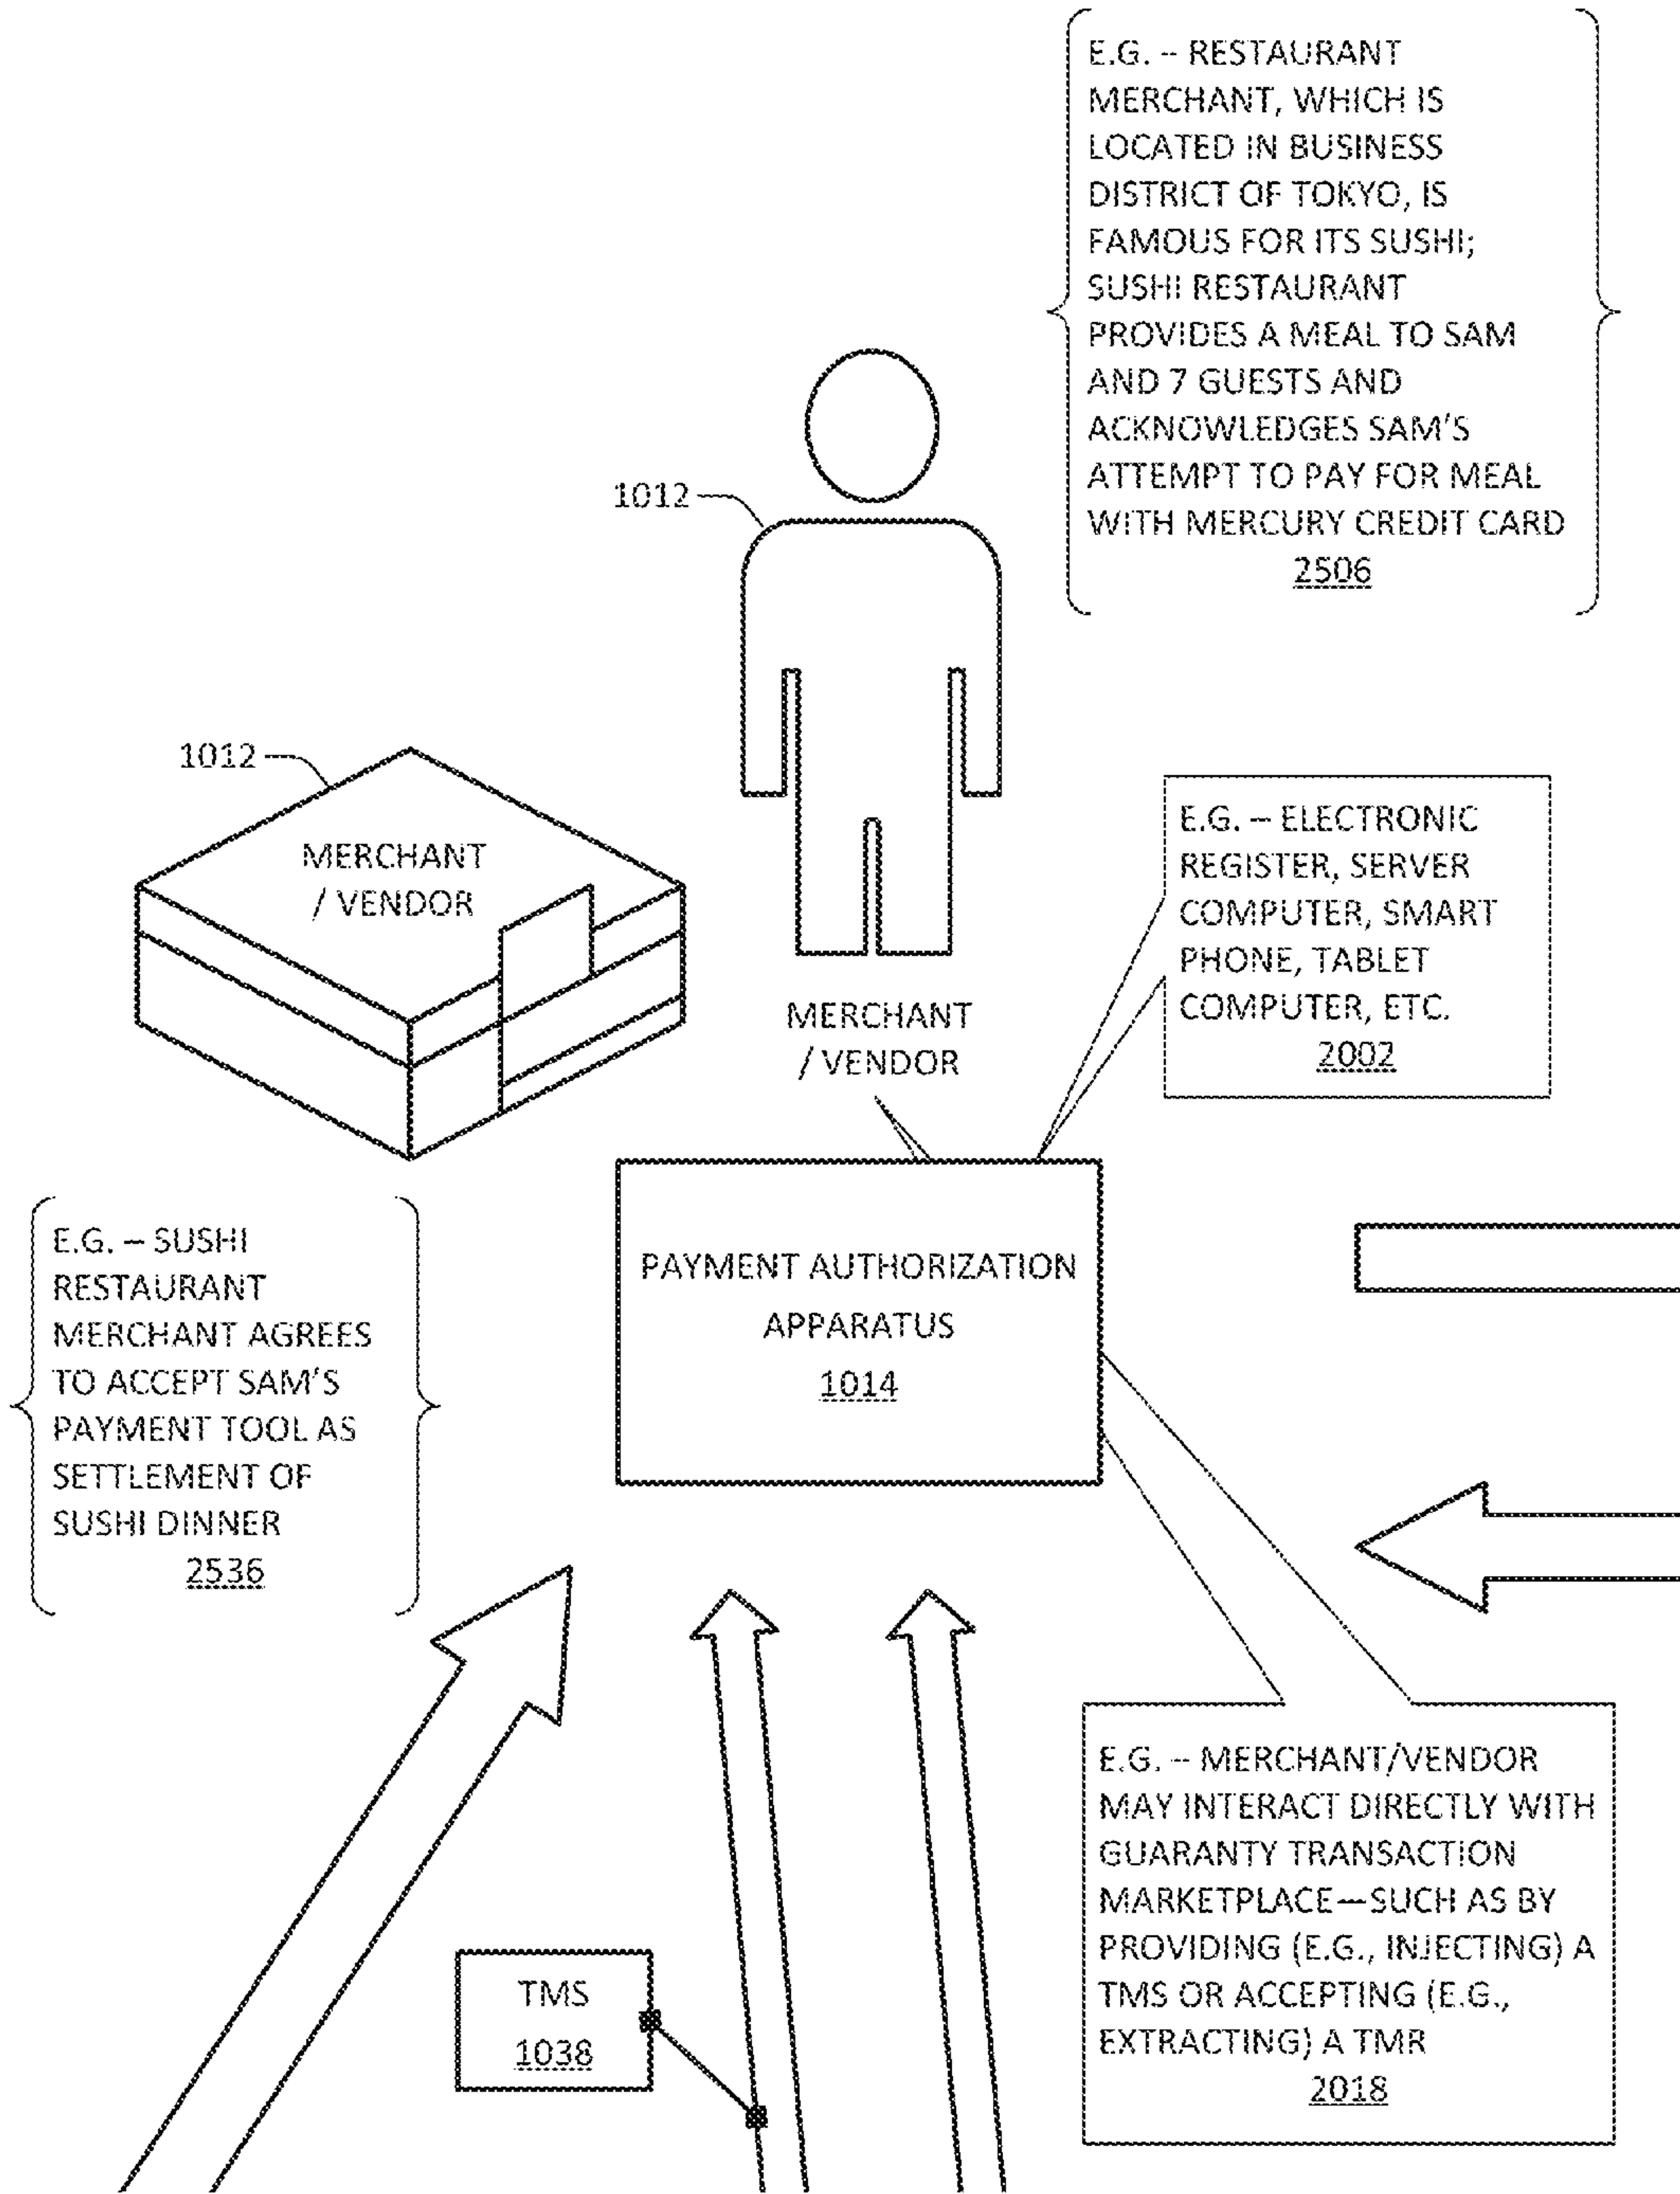 E.G. -- RESTAURANT
MERCHANT, WHICH IS
LOCATED IN BUSINESS
DISTRICT OF TOKYO, IS
FAMOUS FOR ITS SUSHI;
SUSHI RESTAURANT
PROVIDES A MEAL TO SAM
AND 7 GUESTS AND
ACKNOWLEDGES SAM'S
ATTEMPT TO PAY FOR MEAL
WITH MERCURY CREDIT CARD
2506
1012
1012
MERCHANT
/ VENDOR
E.G. – ELECTRONIC
REGISTER, SERVER
COMPUTER, SMART
PHONE, TABLET
COMPUTER, ETC.
2002
MERCHANT
/ VENDOR
E.G. – SUSHI
RESTAURANT
MERCHANT AGREES
TO ACCEPT SAM'S
PAYMENT TOOL AS
SETTLEMENT OF
SUSHI DINNER
2536
PAYMENT AUTHORIZATION
APPARATUS
1014
E.G. -- MERCHANT/VENDOR
MAY INTERACT DIRECTLY WITH
GUARANTY TRANSACTION
MARKETPLACE—SUCH AS BY
PROVIDING (E.G., INJECTING) A
TMS OR ACCEPTING (E.G.,
EXTRACTING) A TMR
2018
TMS
1038